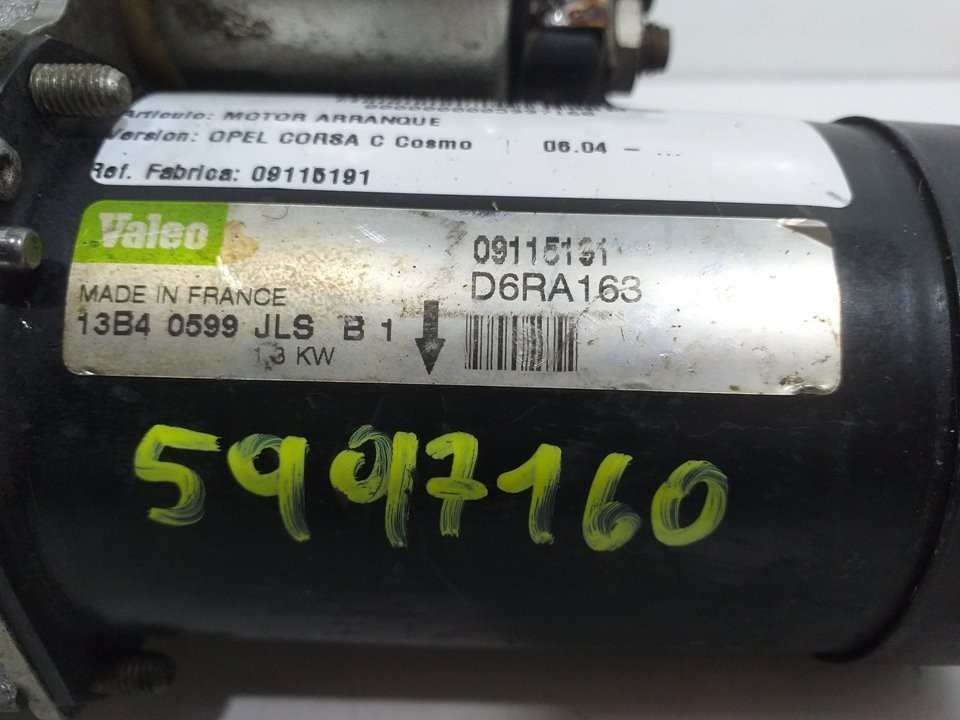 Articulo: MOTOR ARRANQUE
Version: OPEL CORSA C Cosmo 06.04 - ...
Ref. Fabrica: 09115191
Valeo
09115191
D6RA163
MADE IN FRANCE
13B4 0599 JLS B 1
1,3 KW
5997160